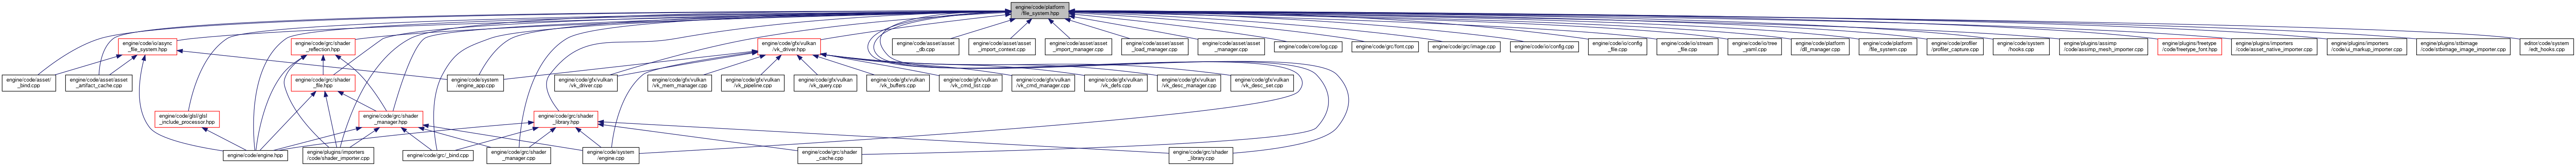 engine/code/platform
/file_system.hpp
engine/code/io/async
_file_system.hpp
engine/code/grc/shader
_reflection.hpp
engine/code/gfx/vulkan
/vk_driver.hpp
engine/code/asset/asset
_db.cpp
engine/code/asset/asset
_import_context.cpp
engine/code/asset/asset
_import_manager.cpp
engine/code/asset/asset
_load_manager.cpp
engine/code/asset/asset
_manager.cpp
engine/code/core/log.cpp
engine/code/grc/font.cpp
engine/code/grc/image.cpp
engine/code/io/config.cpp
engine/code/io/config
_file.cpp
engine/code/io/stream
_file.cpp
engine/code/io/tree
_yaml.cpp
engine/code/platform
/dll_manager.cpp
engine/code/platform
/file_system.cpp
engine/code/profiler
/profiler_capture.cpp
engine/code/system
/hooks.cpp
engine/plugins/assimp
/code/assimp_mesh_importer.cpp
engine/plugins/freetype
/code/freetype_font.hpp
engine/plugins/importers
/code/asset_native_importer.cpp
engine/plugins/importers
/code/ui_markup_importer.cpp
engine/plugins/stbimage
/code/stbimage_image_importer.cpp
editor/code/system
/edt_hooks.cpp
engine/code/asset/
_bind.cpp
engine/code/asset/asset
_artifact_cache.cpp
engine/code/grc/shader
_file.hpp
engine/code/system
/engine_app.cpp
engine/code/gfx/vulkan
/vk_driver.cpp
engine/code/gfx/vulkan
/vk_mem_manager.cpp
engine/code/gfx/vulkan
/vk_pipeline.cpp
engine/code/gfx/vulkan
/vk_query.cpp
engine/code/gfx/vulkan
/vk_buffers.cpp
engine/code/gfx/vulkan
/vk_cmd_list.cpp
engine/code/gfx/vulkan
/vk_cmd_manager.cpp
engine/code/gfx/vulkan
/vk_defs.cpp
engine/code/gfx/vulkan
/vk_desc_manager.cpp
engine/code/gfx/vulkan
/vk_desc_set.cpp
engine/code/glsl/glsl
_include_processor.hpp
engine/code/grc/shader
_manager.hpp
engine/code/grc/shader
_library.hpp
engine/code/engine.hpp
engine/plugins/importers
/code/shader_importer.cpp
engine/code/grc/_bind.cpp
engine/code/grc/shader
_manager.cpp
engine/code/system
/engine.cpp
engine/code/grc/shader
_cache.cpp
engine/code/grc/shader
_library.cpp